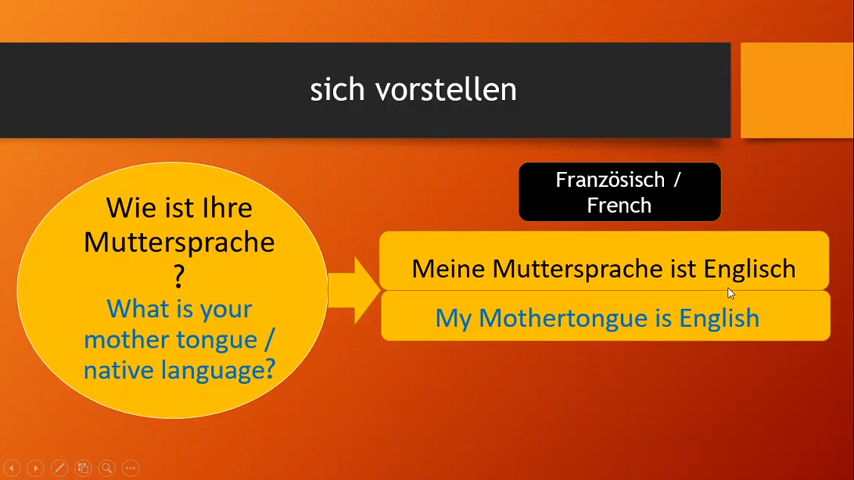 sich vorstellen
Wie ist Ihre
Muttersprache
?
What is your
mother tongue /
native language?
Französisch /
French
Meine Muttersprache ist Englisch
My Mothertongue is English